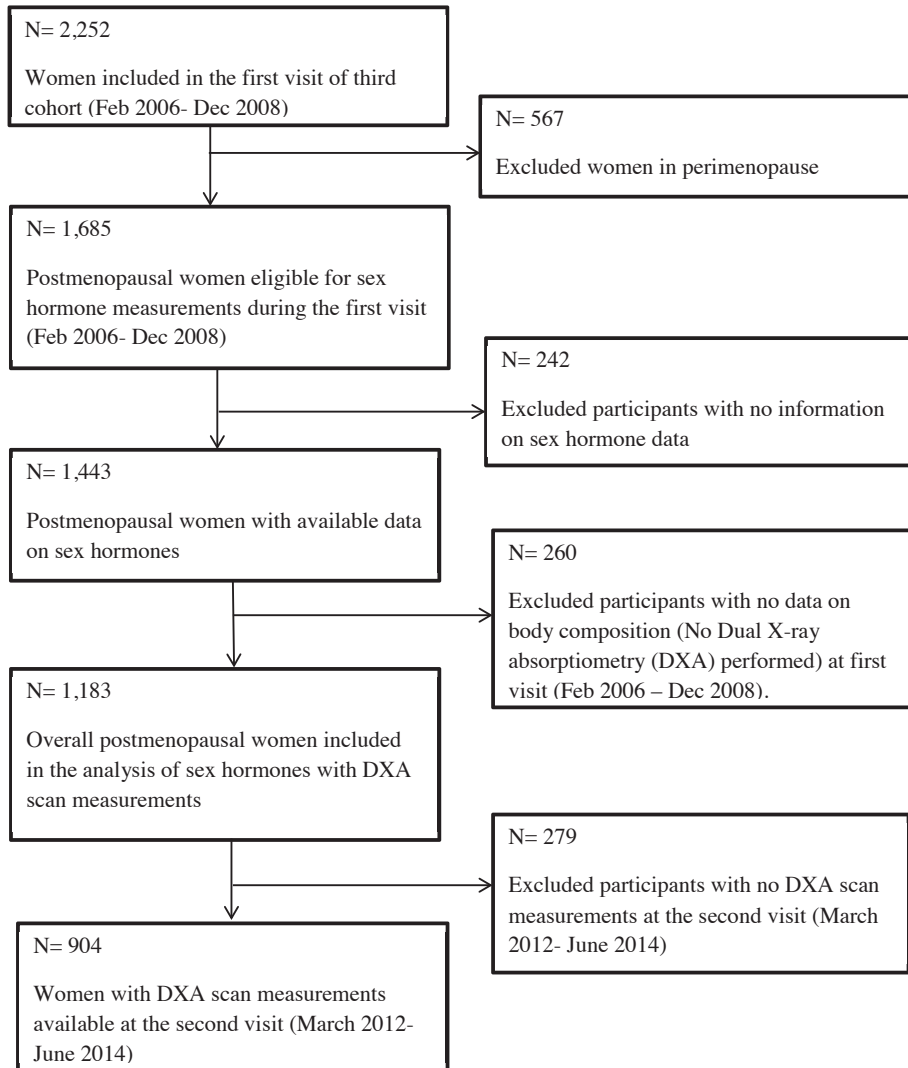 N= 2,252
Women included in the first visit of third
cohort (Feb 2006- Dec 2008)
N= 567
Excluded women in perimenopause
N= 1,685
Postmenopausal women eligible for sex
hormone measurements during the first visit
(Feb 2006- Dec 2008)
N= 242
Excluded participants with no information
on sex hormone data
N= 1,443
Postmenopausal women with available data
on sex hormones
N= 260
Excluded participants with no data on
body composition (No Dual X-ray
absorptiometry (DXA) performed) at first
visit (Feb 2006 – Dec 2008).
N= 1,183
Overall postmenopausal women included
in the analysis of sex hormones with DXA
scan measurements
N= 279
Excluded participants with no DXA scan
measurements at the second visit (March
2012- June 2014)
N= 904
Women with DXA scan measurements
available at the second visit (March 2012-
June 2014)